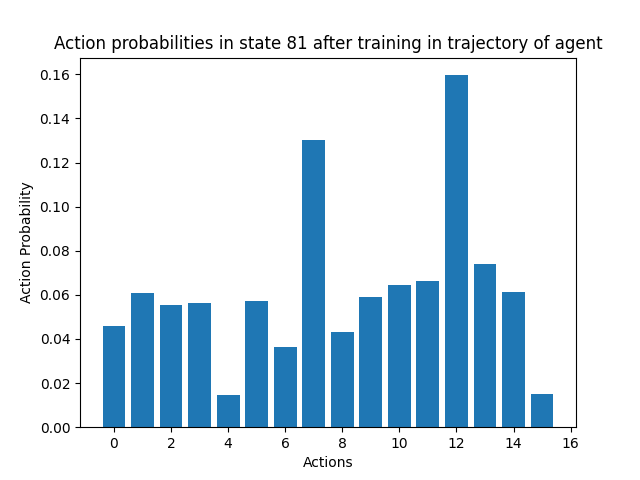 Action probabilities in state 81 after training in trajectory of agent
0.16
0.14
0.12
0.10
0.08
0.06
0.04
0.02
0.00
Action Probability
0 2 4 6 8 10 12 14 16
Actions